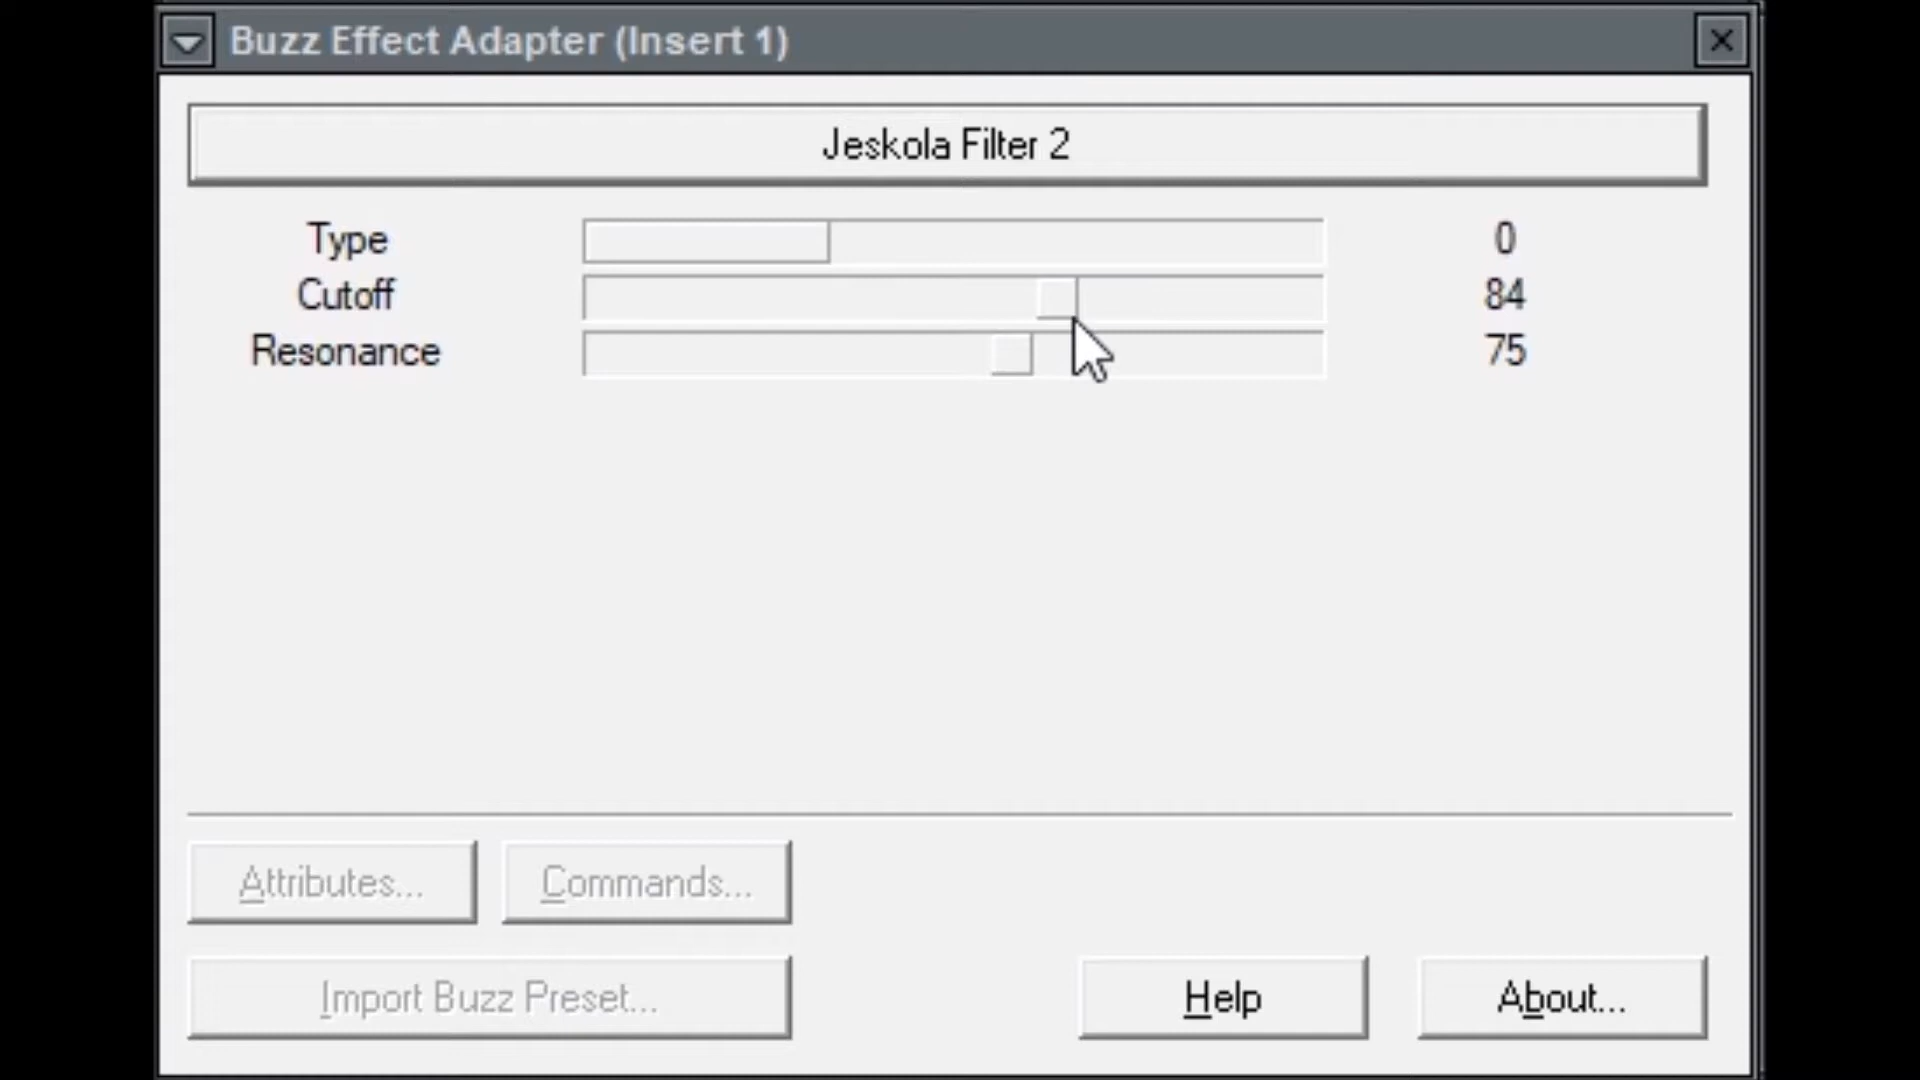 Buzz Effect Adapter (Insert 1)
Jeskola Filter 2
Type 0
Cutoff 84
Resonance 75
Attributes... Commands...
Import Buzz Preset... Help About...